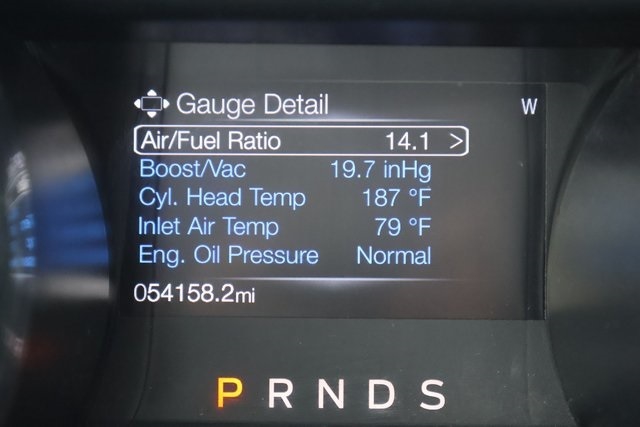 Gauge Detail W
Air/Fuel Ratio 14.1 >
Boost/Vac 19.7 inHg
Cyl. Head Temp 187 °F
Inlet Air Temp 79 °F
Eng. Oil Pressure Normal
054158.2mi
P R N D S